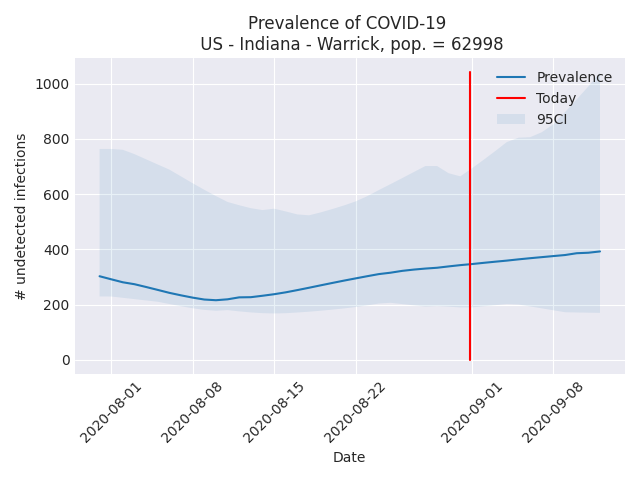 Prevalence of COVID-19
US - Indiana - Warrick, pop. = 62998
Prevalence
Today
95CI
# undetected infections
1000
800
600
400
200
0
2020-08-01
2020-08-08
2020-08-15
2020-08-22
2020-09-01
2020-09-08
Date